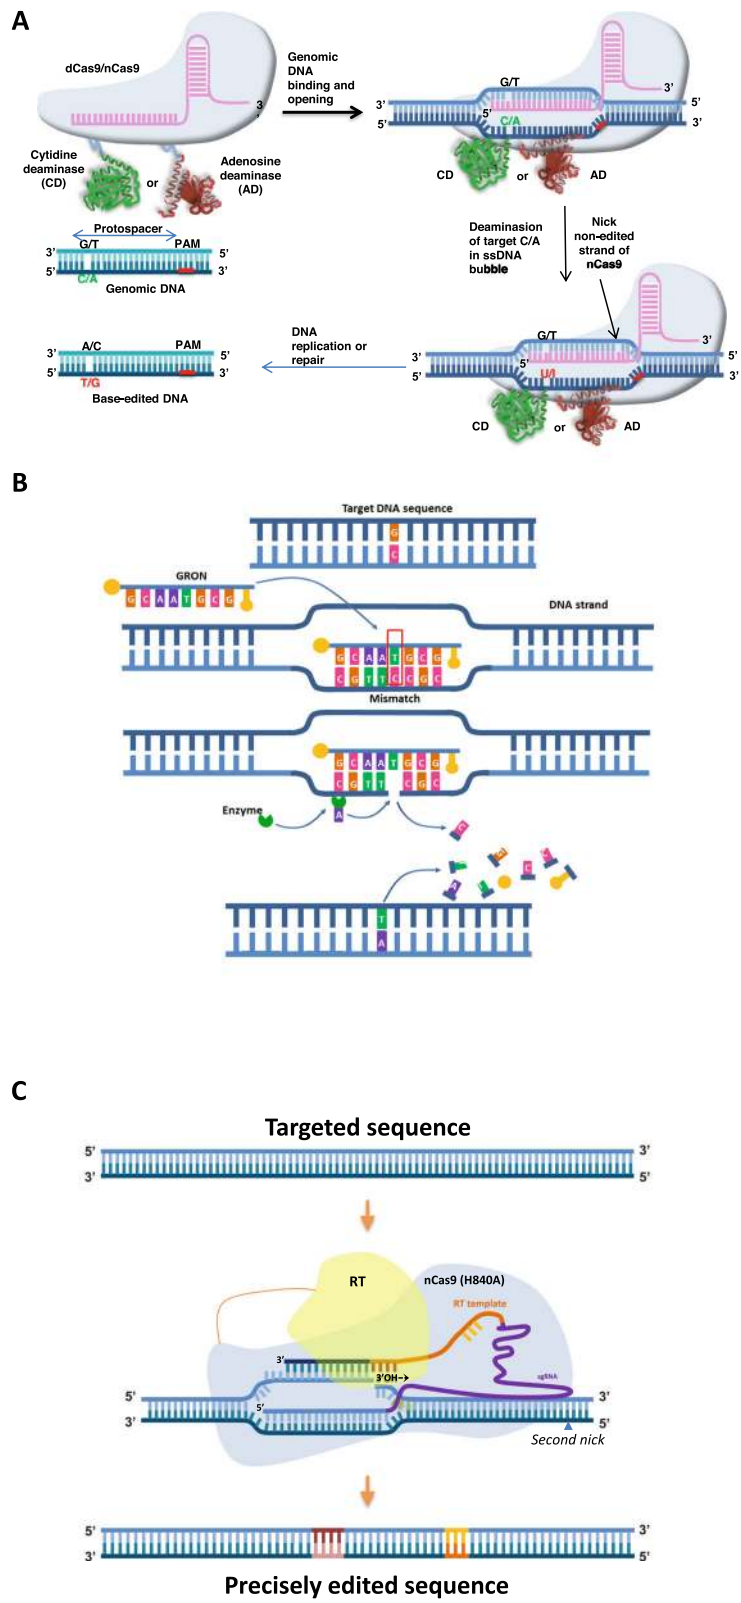 A
dCas9/nCas9
3
’
Cytidine
deaminase
(CD)
or
Adenosine
deaminase
(AD)
Genomic
DNA
binding and
opening
G/T
3’
3’
5’
5’
C/A
5’
3’
CD
or
AD
Protospacer
G/T
PAM
3’
5’
5’
3’
C/A
Genomic DNA
Deaminasion
of target C/A
in ssDNA
bubble
Nick
non-edited
strand of
nCas9
A/C
PAM
3’
5’
5’
3’
T/G
Base-edited DNA
DNA
replication or
repair
G/T
3’
3’
5’
5’
U/I
5’
3’
CD
or
AD
B
Target DNA sequence
G
C
GRON
G C A A T G C G
DNA strand
G C A A T G C G
C G T T C C G C
Mismatch
G C A A T G C G
C G T T C G C
Enzyme
A
C
G
C
C
A
T
A
C
Targeted sequence
5’
3’
3’
5’
RT
nCas9 (H840A)
RT template
3’
3’OH
sgRNA
5’
5’
3’
3’
5’
Second nick
5’
3’
3’
5’
Precisely edited sequence